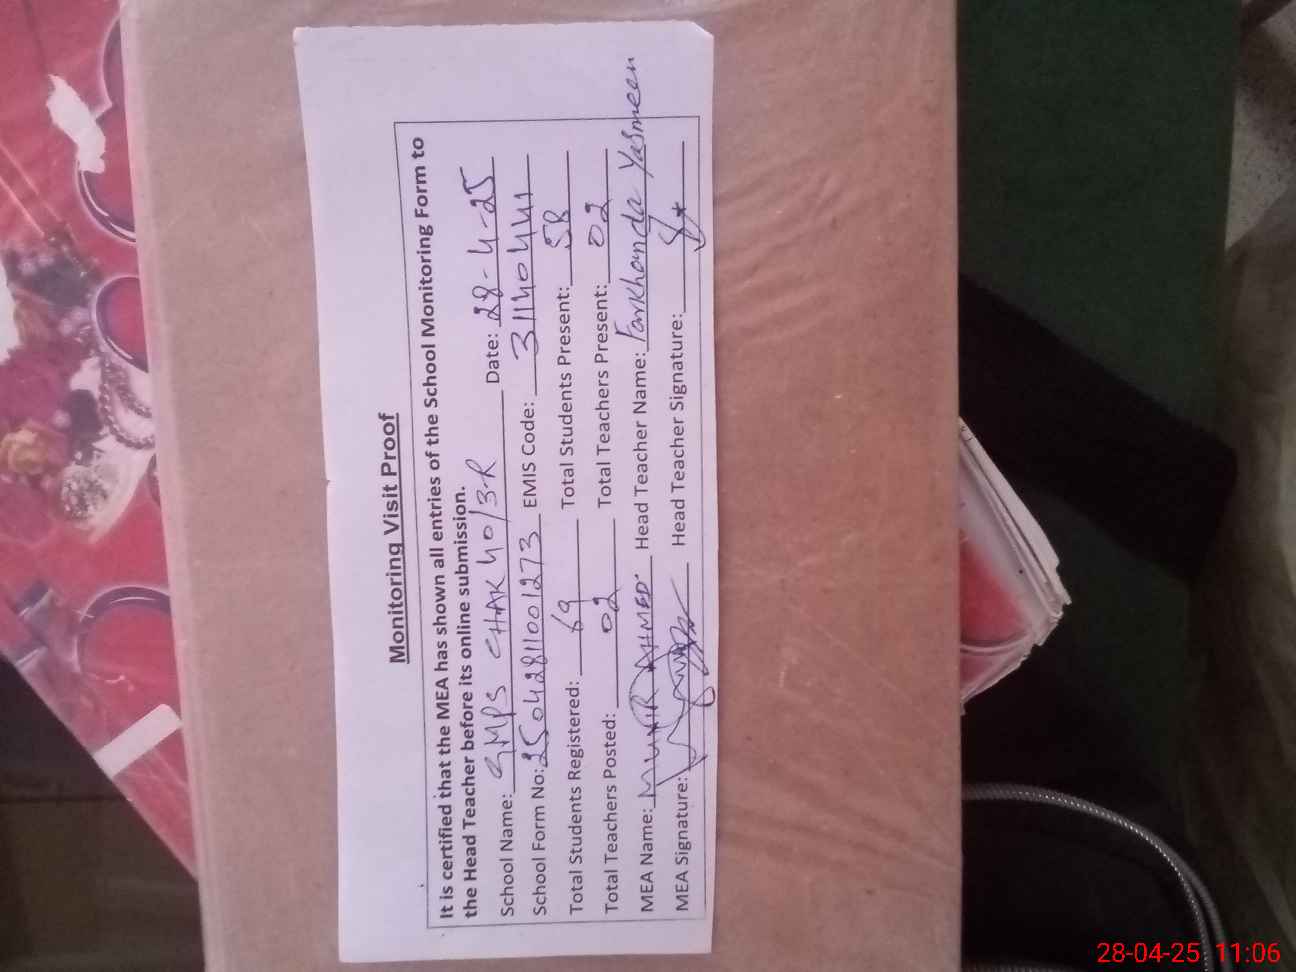 Monitoring Visit Proof
It is certified that the MEA has shown all entries of the School Monitoring Form to
the Head Teacher before its online submission.
School Name: GMPS CHAK 40/3-R Date: 28-4-25
School Form No: 25042811001273 EMIS Code: 31140441
Total Students Registered: 69 Total Students Present: 58
Total Teachers Posted: 02 Total Teachers Present: 02
MEA Name: MUNIR AHMED. Head Teacher Name: Farkhanda Yasmeen
MEA Signature: Head Teacher Signature:
28-04-25 11:06